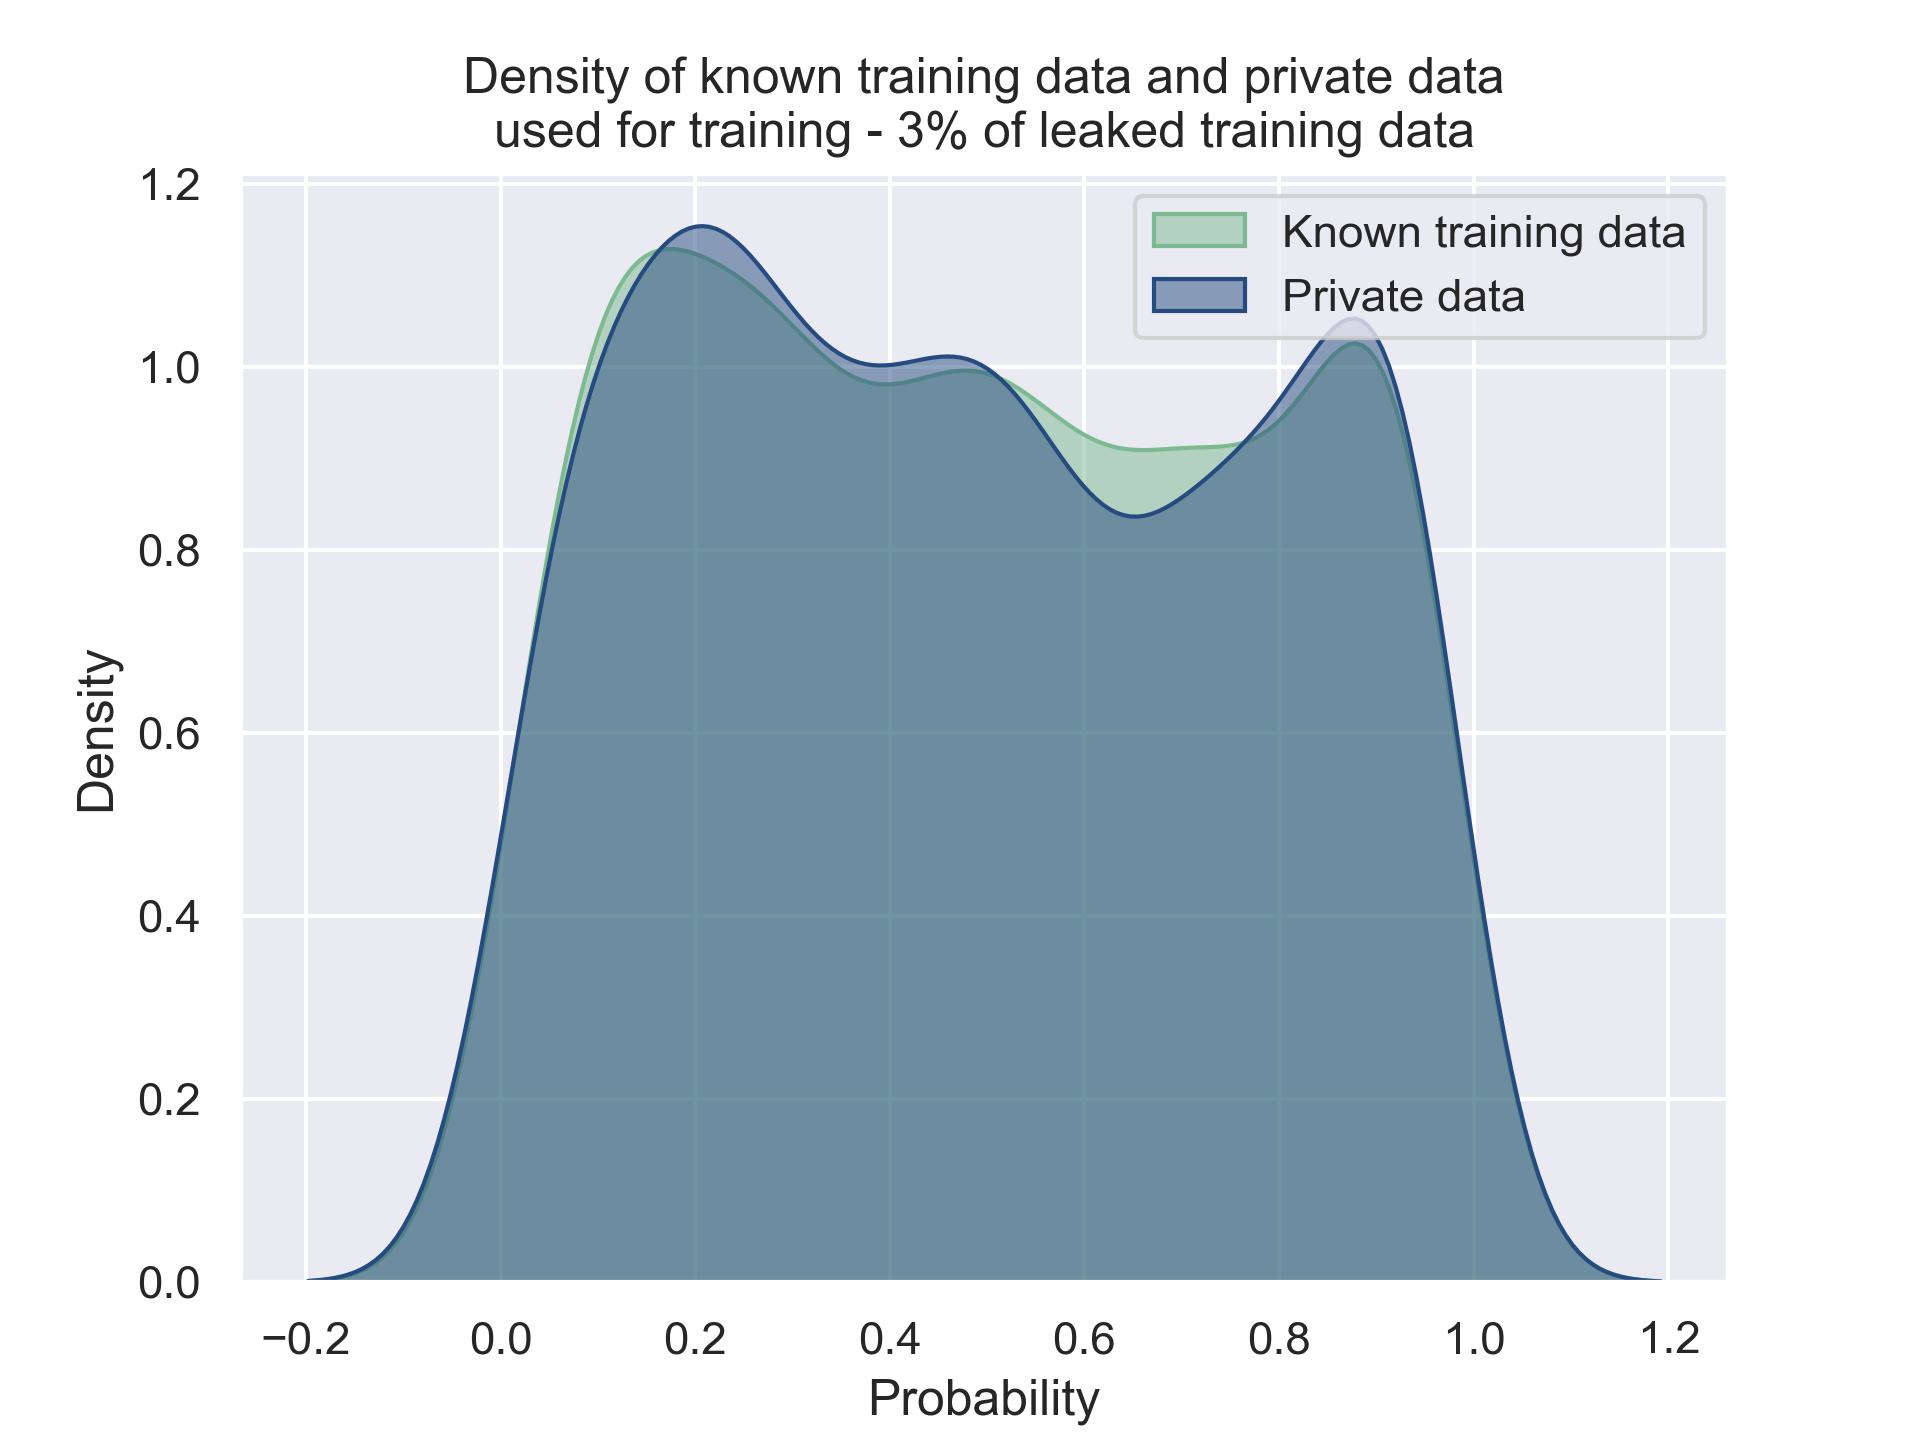 Density of known training data and private data
used for training - 3% of leaked training data
Known training data
Private data
Density
1.2
1.0
0.8
0.6
0.4
0.2
0.0
−0.2 0.0 0.2 0.4 0.6 0.8 1.0 1.2
Probability